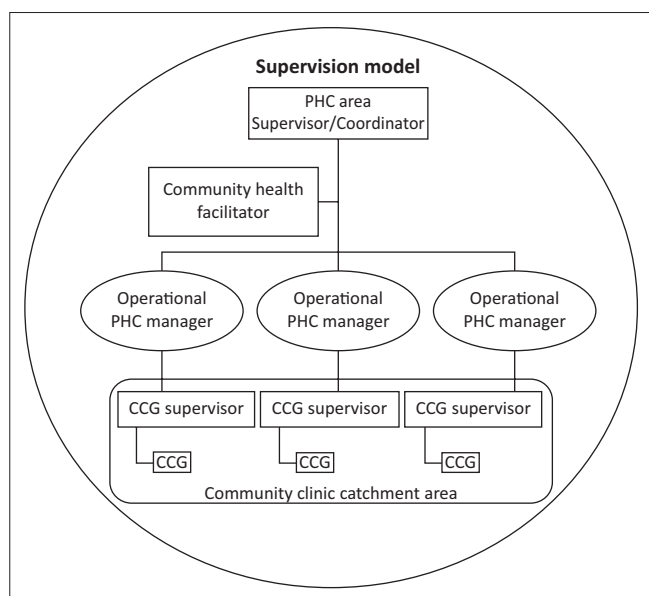 Supervision model
PHC area
Supervisor/Coordinator
Community health
facilitator
Operational
PHC manager
Operational
PHC manager
Operational
PHC manager
CCG supervisor
CCG supervisor
CCG supervisor
CCG
CCG
CCG
Community clinic catchment area